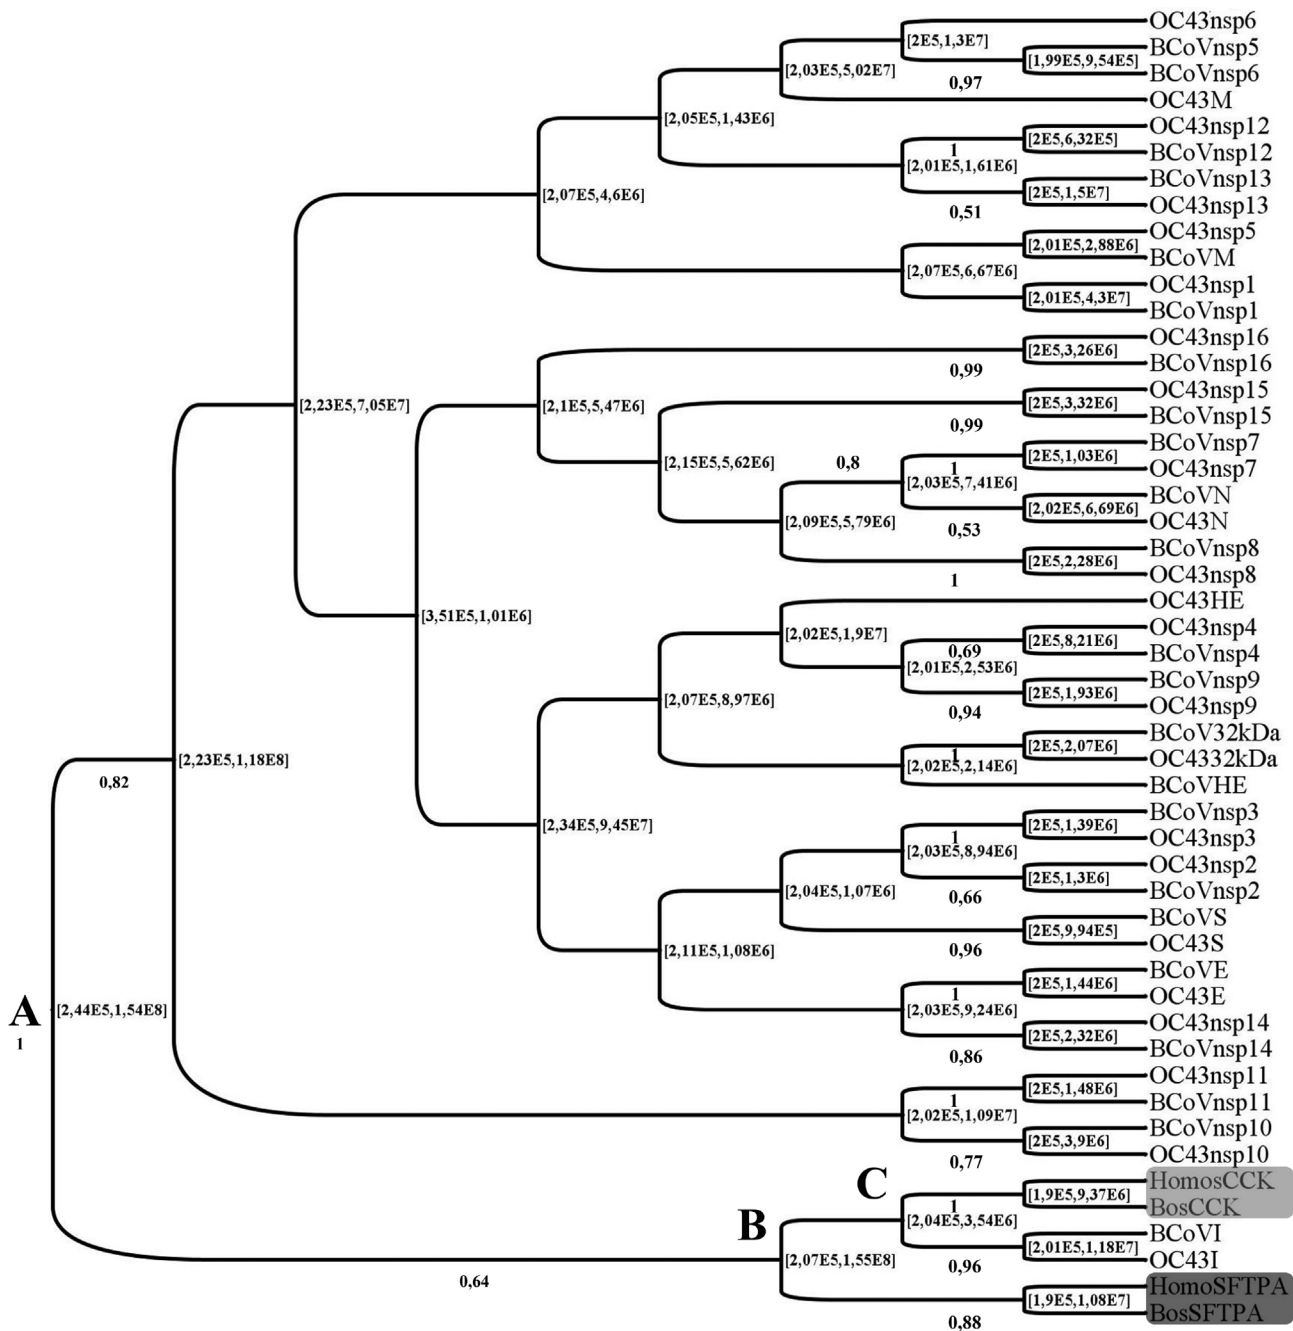 OC43nsp6
[2E5,1,3E7]
BCoVnsp5
[1,99E5,9,54E5]
[2,03E5,5,02E7]
BCoVnsp6
0,97
OC43M
[2,05E5,1,43E6]
OC43nsp12
[2E5,6,32E5]
1
BCoVnsp12
[2,01E5,1,61E6]
BCoVnsp13
[2E5,1,5E7]
[2,07E5,4,6E6]
OC43nsp13
0,51
OC43nsp5
[2,01E5,2,88E6]
BCoVM
[2,07E5,6,67E6]
OC43nsp1
[2,01E5,4,3E7]
BCoVnsp1
OC43nsp16
[2E5,3,26E6]
BCoVnsp16
0,99
OC43nsp15
[2,23E5,7,05E7]
[2,1E5,5,47E6]
[2E5,3,32E6]
BCoVnsp15
0,99
BCoVnsp7
[2E5,1,03E6]
[2,15E5,5,62E6]
0,8
1
OC43nsp7
[2,03E5,7,41E6]
BCoVN
[2,02E5,6,69E6]
[2,09E5,5,79E6]
OC43N
0,53
BCoVnsp8
[2E5,2,28E6]
OC43nsp8
1
OC43HE
[3,51E5,1,01E6]
OC43nsp4
[2,02E5,1,9E7]
[2E5,8,21E6]
0,69
BCoVnsp4
[2,01E5,2,53E6]
BCoVnsp9
[2E5,1,93E6]
[2,07E5,8,97E6]
OC43nsp9
0,94
BCoV32kDa
[2E5,2,07E6]
1
OC4332kDa
[2,23E5,1,18E8]
[2,02E5,2,14E6]
0,82
BCoVHE
BCoVnsp3
[2E5,1,39E6]
[2,34E5,9,45E7]
1
OC43nsp3
[2,03E5,8,94E6]
OC43nsp2
[2E5,1,3E6]
[2,04E5,1,07E6]
BCoVnsp2
0,66
BCoVS
[2E5,9,94E5]
OC43S
[2,11E5,1,08E6]
0,96
BCoVE
[2E5,1,44E6]
1
OC43E
A
[2,44E5,1,54E8]
[2,03E5,9,24E6]
OC43nsp14
[2E5,2,32E6]
1
BCoVnsp14
0,86
OC43nsp11
[2E5,1,48E6]
1
BCoVnsp11
[2,02E5,1,09E7]
BCoVnsp10
[2E5,3,9E6]
OC43nsp10
0,77
C
HomosCCK
[1,9E5,9,37E6]
1
BosCCK
B
[2,04E5,3,54E6]
BCoVI
[2,01E5,1,18E7]
[2,07E5,1,55E8]
OC43I
0,96
0,64
HomoSFTPA
[1,9E5,1,08E7]
BosSFTPA
0,88